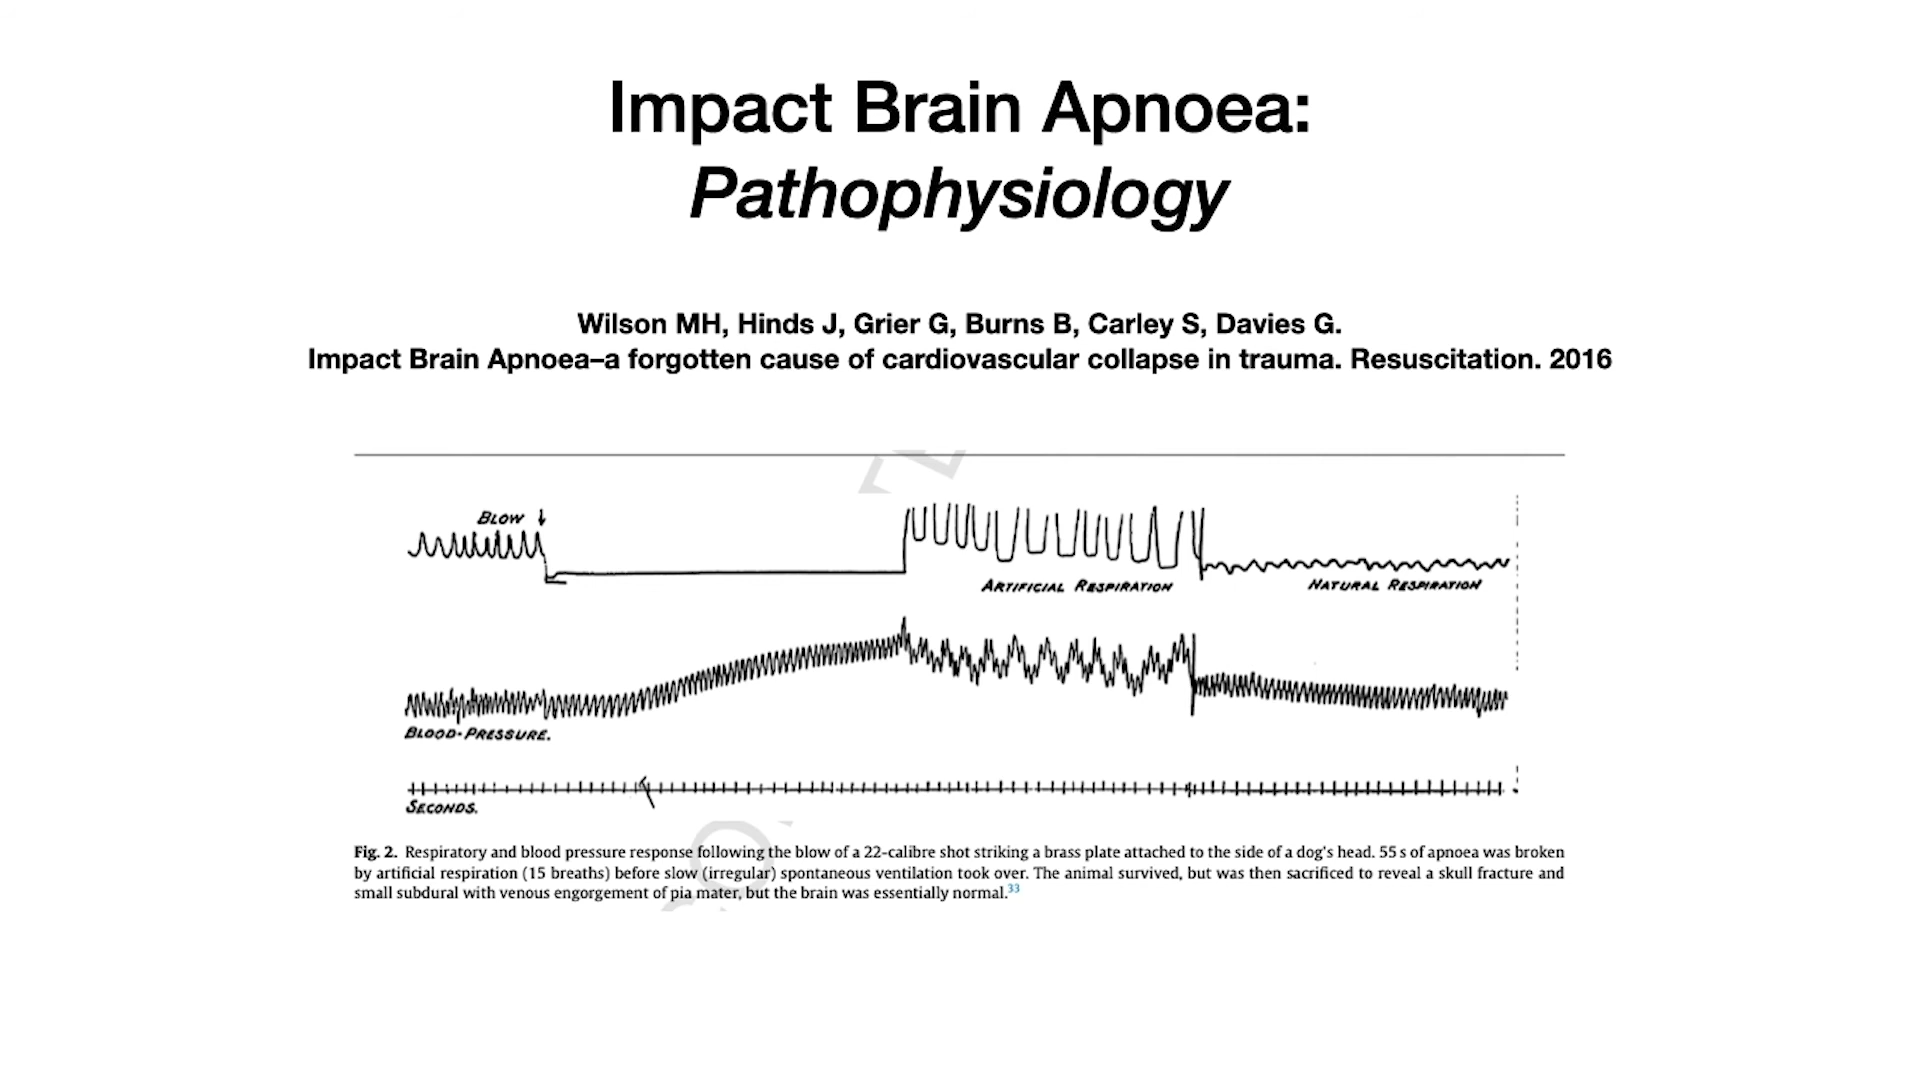 Impact Brain Apnoea:
Pathophysiology
Wilson MH, Hinds J, Grier G, Burns B, Carley S, Davies G.
Impact Brain Apnoea–a forgotten cause of cardiovascular collapse in trauma. Resuscitation. 2016
BLOW
ARTIFICIAL RESPIRATION
NATURAL RESPIRATION
BLOOD-PRESSURE.
SECONDS.
Fig. 2. Respiratory and blood pressure response following the blow of a 22-calibre shot striking a brass plate attached to the side of a dog's head. 55 s of apnoea was broken
by artificial respiration (15 breaths) before slow (irregular) spontaneous ventilation took over. The animal survived, but was then sacrificed to reveal a skull fracture and
small subdural with venous engorgement of pia mater, but the brain was essentially normal.33